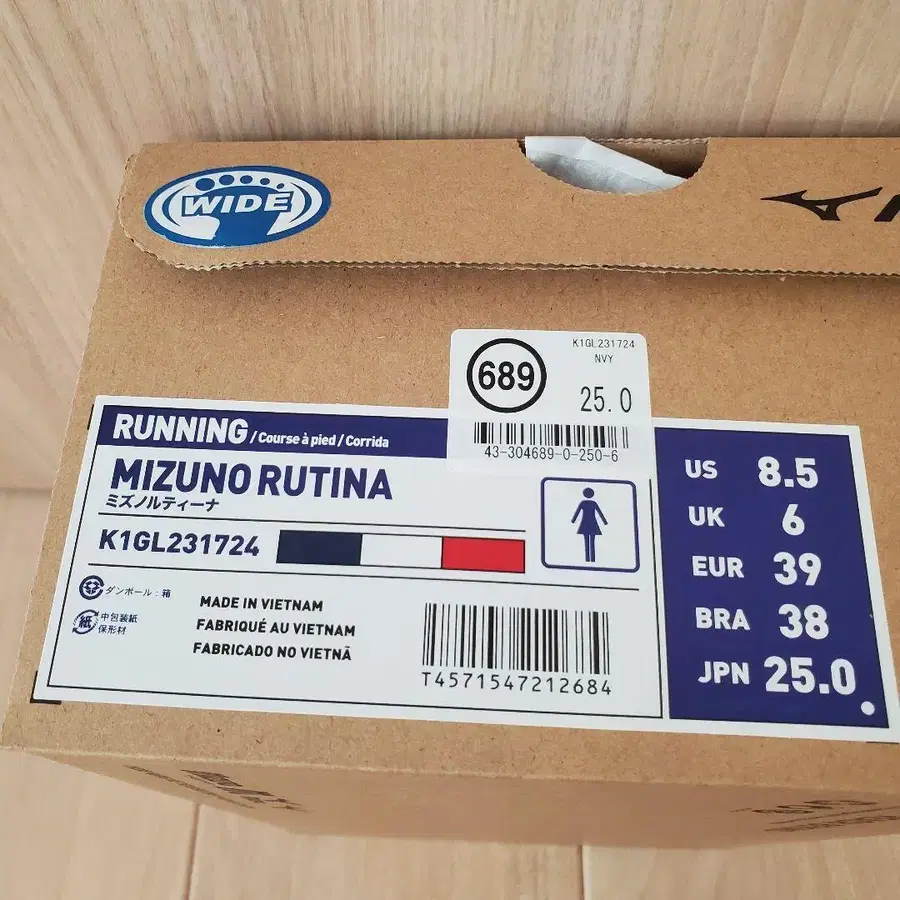 WIDE
K1GL231724
NVY
689
25.0
43-304689-0-250-6
RUNNING / Course à pied / Corrida
MIZUNO RUTINA
ミズノルティーナ
K1GL231724
ダンボール：箱
紙 中包装紙
保形材
MADE IN VIETNAM
FABRIQUÉ AU VIETNAM
FABRICADO NO VIETNÃ
T4571547212684
US 8.5
UK 6
EUR 39
BRA 38
JPN 25.0